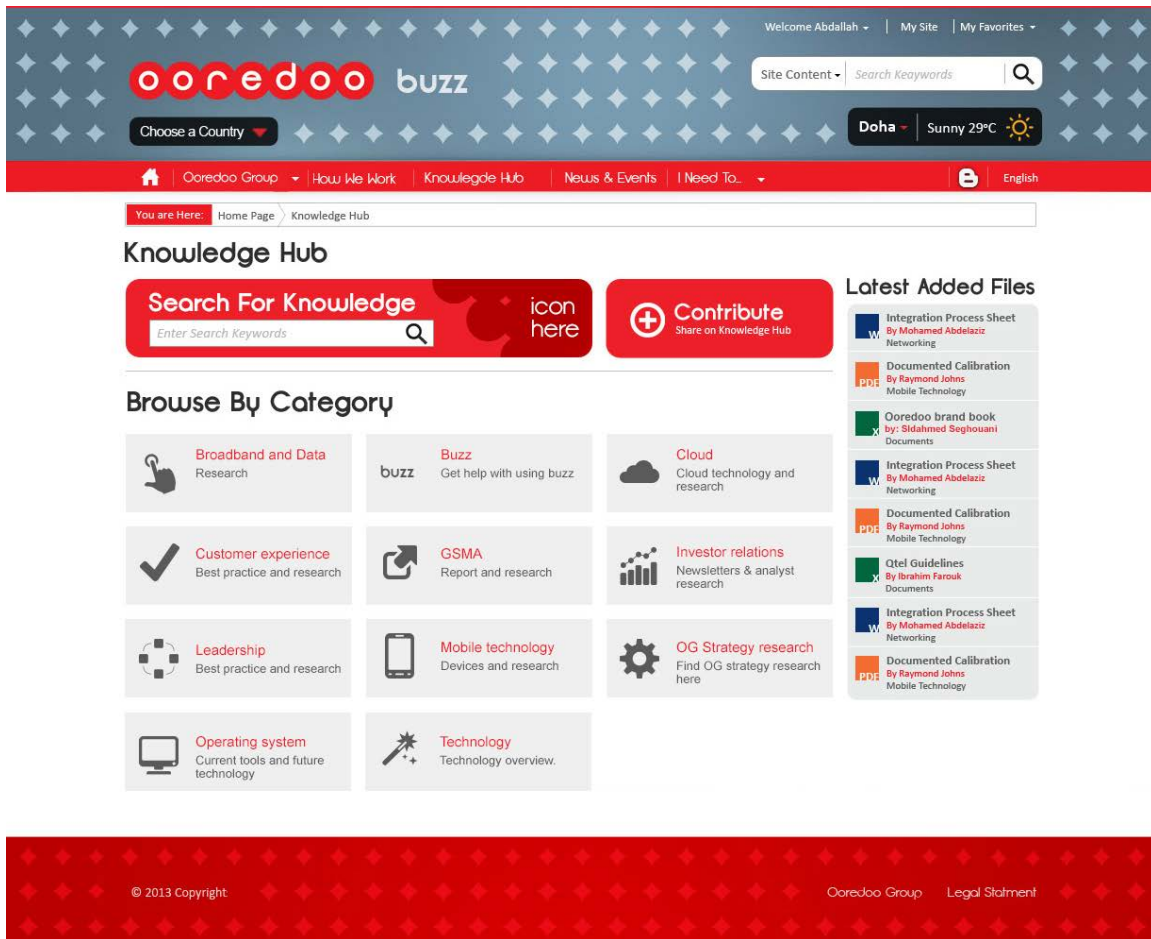 Welcome Abdallah
My Site
My Favorites
ooredoo buzz
Site Content
Search Keaywords
Choose a Country
Doha
Sunny 29°C
Ooredoo Group
How We Work
Knowlegde Hub
News & Events
I Need To...
English
You are Here:
Home Page
Knowledge Hub
Knowledge Hub
Search For Knowledge
Enter Search Keywords
icon
here
Contribute
Share on Knowledge Hub
Browse By Category
Broadband and Data
Research
buzz
Buzz
Get help with using buzz
Cloud
Cloud technology and
research
Customer experience
Best practice and research
GSMA
Report and research
Investor relations
Newsletters & analyst
research
Leadership
Best practice and research
Mobile technology
Devices and research
OG Strategy research
Find OG strategy research
here
Operating system
Current tools and future
technology
Technology
Technology overview.
Latest Added Files
W
Integration Process Sheet
By Mohamed Abdelaziz
Networking
PDF
Documented Calibration
By Raymond Johns
Mobile Technology
X
Ooredoo brand book
by: Sldahmed Seghouani
Documents
W
Integration Process Sheet
By Mohamed Abdelaziz
Networking
PDF
Documented Calibration
By Raymond Johns
Mobile Technology
X
Qtel Guidelines
By Ibrahim Farouk
Documents
W
Integration Process Sheet
By Mohamed Abdelaziz
Networking
PDF
Documented Calibration
By Raymond Johns
Mobile Technology
© 2013 Copyright
Ooredoo Group
Legal Statment